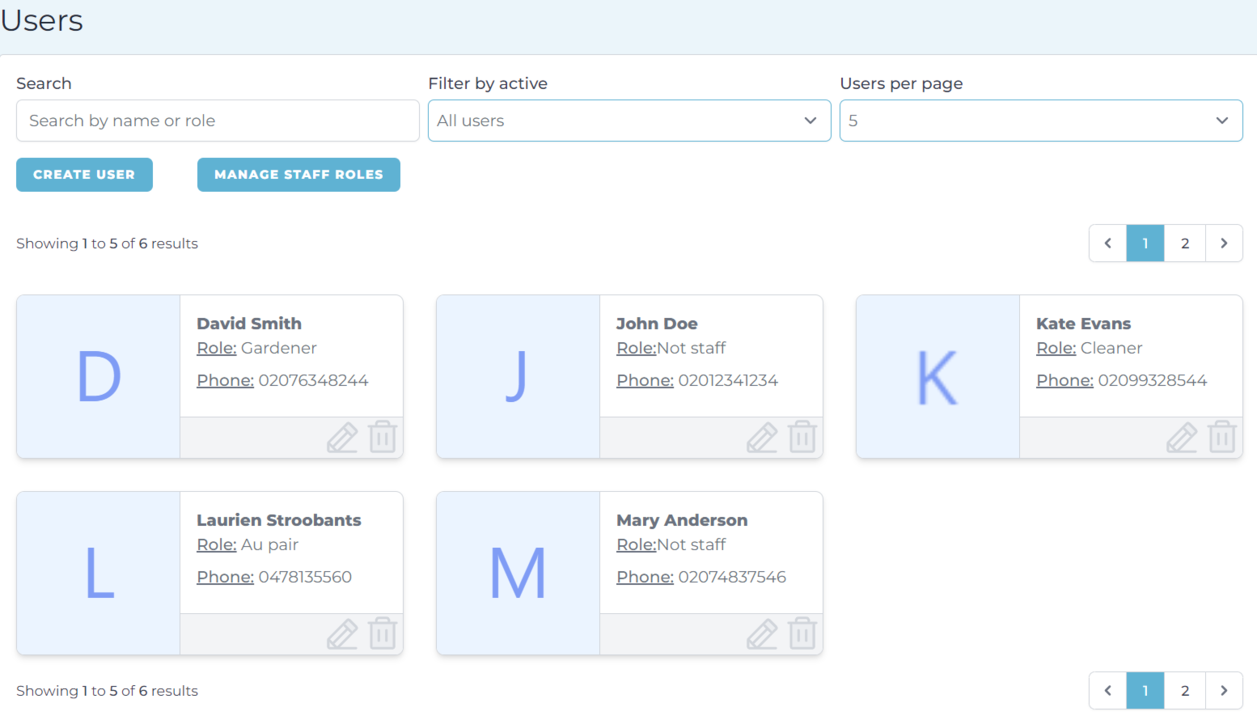 Users
Search Filter by active Users per page
Search by name or role All users 5
CREATE USER MANAGE STAFF ROLES
Showing 1 to 5 of 6 results
1 2
D
David Smith
Role: Gardener
Phone: 02076348244
J
John Doe
Role:Not staff
Phone: 02012341234
K
Kate Evans
Role: Cleaner
Phone: 02099328544
L
Laurien Stroobants
Role: Au pair
Phone: 0478135560
M
Mary Anderson
Role:Not staff
Phone: 02074837546
Showing 1 to 5 of 6 results
1 2